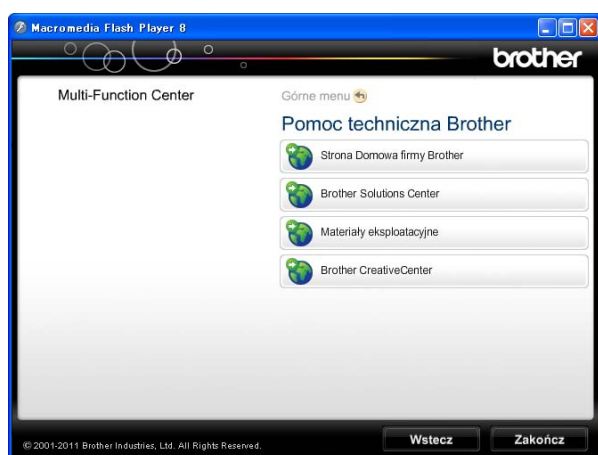 Macromedia Flash Player 8
brother
Multi-Function Center
Górne menu
Pomoc techniczna Brother
Strona Domowa firmy Brother
Brother Solutions Center
Materiały eksploatacyjne
Brother CreativeCenter
© 2001-2011 Brother Industries, Ltd. All Rights Reserved.
Wstecz
Zakończ